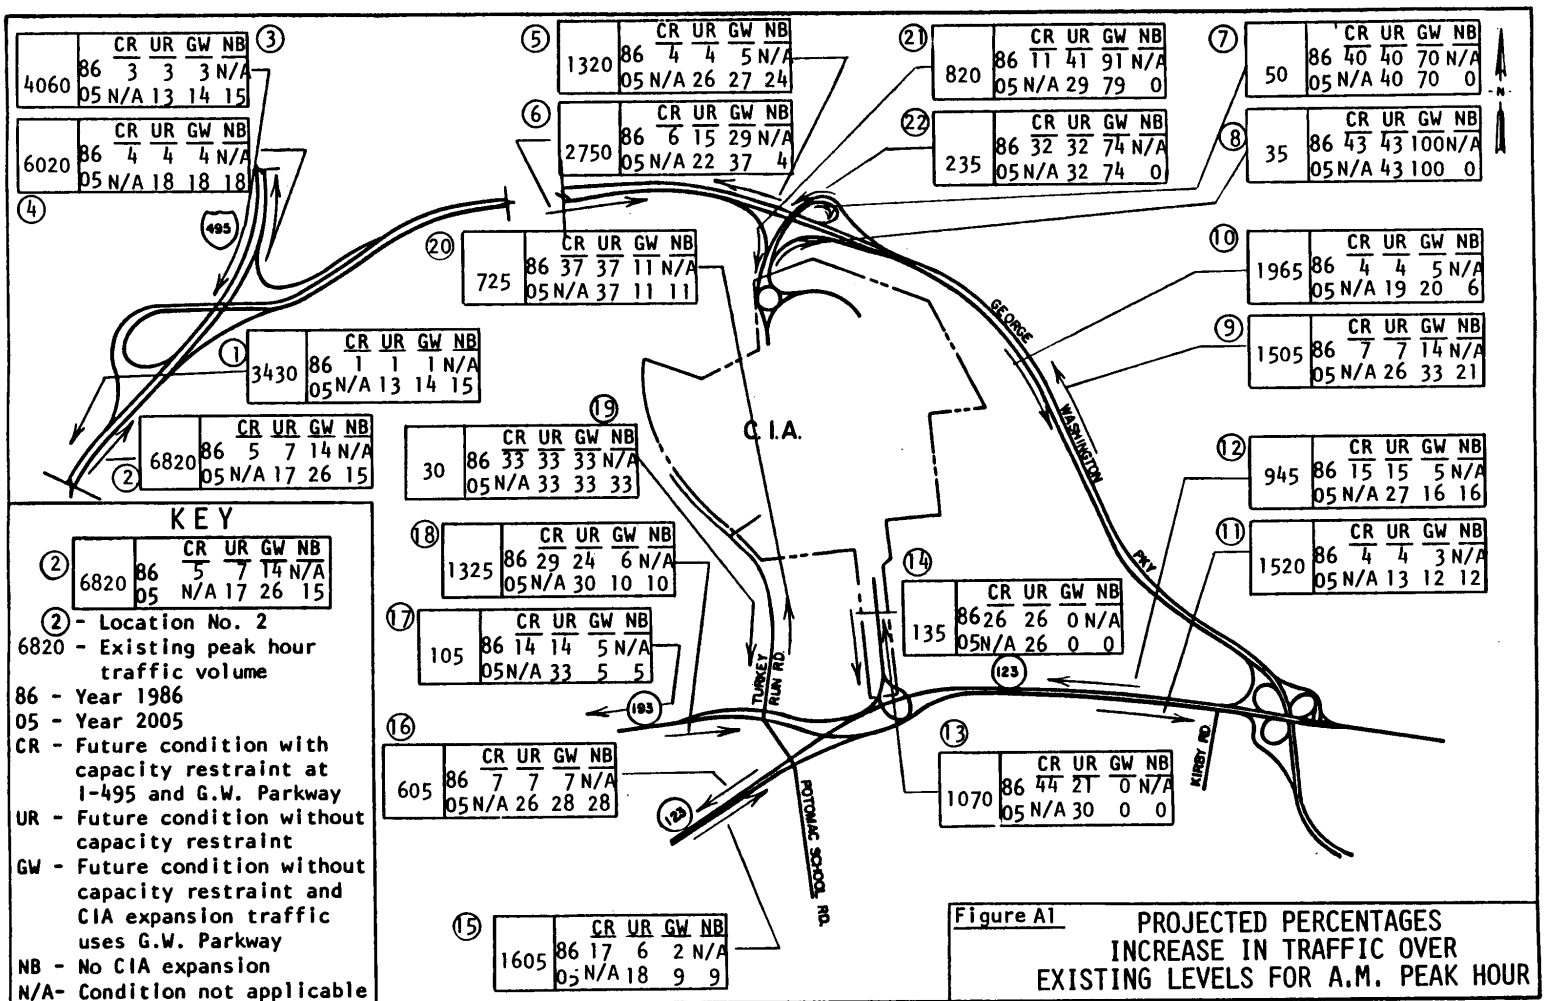 ③
CR UR GW NB
4060
86 3 3 3 N/A
05 N/A 13 14 15
CR UR GW NB
6020
86 4 4 4 N/A
05 N/A 18 18 18
④
495
⑤
CR UR GW NB
1320
86 4 4 5 N/A
05 N/A 26 27 24
⑥
CR UR GW NB
2750
86 6 15 29 N/A
05 N/A 22 37 4
㉑
CR UR GW NB
820
86 11 41 91 N/A
05 N/A 29 79 0
㉒
CR UR GW NB
235
86 32 32 74 N/A
05 N/A 32 74 0
⑦
CR UR GW NB
50
86 40 40 70 N/A
05 N/A 40 70 0
⑧
CR UR GW NB
35
86 43 43 100 N/A
05 N/A 43 100 0
N
⑳
CR UR GW NB
725
86 37 37 11 N/A
05 N/A 37 11 11
⑩
CR UR GW NB
1965
86 4 4 5 N/A
05 N/A 19 20 6
⑨
CR UR GW NB
1505
86 7 7 14 N/A
05 N/A 26 33 21
GEORGE
WASHINGTON
PKY
①
CR UR GW NB
3430
86 1 1 1 N/A
05 N/A 13 14 15
②
CR UR GW NB
6820
86 5 7 14 N/A
05 N/A 17 26 15
⑲
CR UR GW NB
30
86 33 33 33 N/A
05 N/A 33 33 33
C.I.A.
⑫
CR UR GW NB
945
86 15 15 5 N/A
05 N/A 27 16 16
⑪
CR UR GW NB
1520
86 4 4 3 N/A
05 N/A 13 12 12
⑱
CR UR GW NB
1325
86 29 24 6 N/A
05 N/A 30 10 10
⑭
CR UR GW NB
135
86 26 26 0 N/A
05 N/A 26 0 0
⑰
CR UR GW NB
105
86 14 14 5 N/A
05 N/A 33 5 5
TURKEY
RUN RD.
193
123
KIRBY RD
⑯
CR UR GW NB
605
86 7 7 7 N/A
05 N/A 26 28 28
123
POTOMAC SCHOOL RD.
⑬
CR UR GW NB
1070
86 44 21 0 N/A
05 N/A 30 0 0
⑮
CR UR GW NB
1605
86 17 6 2 N/A
05 N/A 18 9 9
KEY
②
CR UR GW NB
6820
86 5 7 14 N/A
05 N/A 17 26 15
② - Location No. 2
6820 - Existing peak hour
traffic volume
86 - Year 1986
05 - Year 2005
CR - Future condition with
capacity restraint at
I-495 and G.W. Parkway
UR - Future condition without
capacity restraint
GW - Future condition without
capacity restraint and
CIA expansion traffic
uses G.W. Parkway
NB - No CIA expansion
N/A- Condition not applicable
Figure A1
PROJECTED PERCENTAGES
INCREASE IN TRAFFIC OVER
EXISTING LEVELS FOR A.M. PEAK HOUR